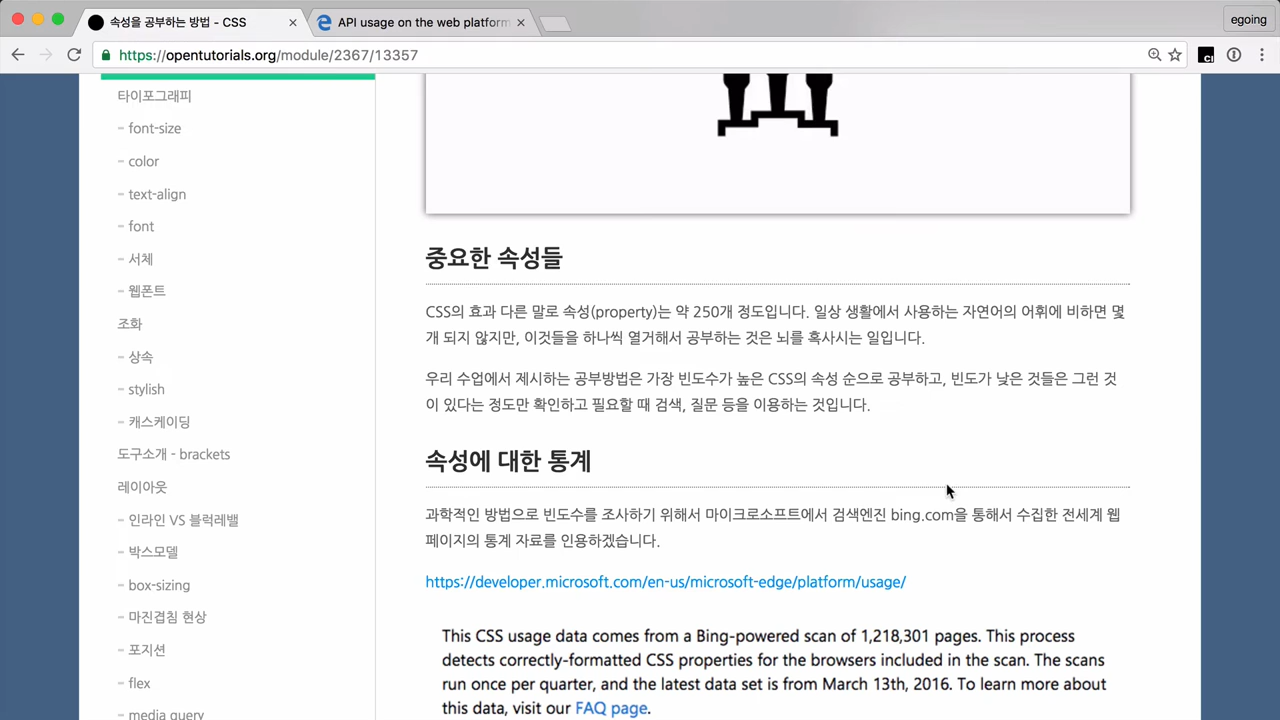 속성을 공부하는 방법 - CSS
API usage on the web platform
egoing
https://opentutorials.org/module/2367/13357
타이포그래피
- font-size
- color
- text-align
- font
- 서체
- 웹폰트
조화
- 상속
- stylish
- 캐스케이딩
도구소개 - brackets
레이아웃
- 인라인 VS 블럭레밸
- 박스모델
- box-sizing
- 마진겹침 현상
- 포지션
- flex
- media query
중요한 속성들
CSS의 효과 다른 말로 속성(property)는 약 250개 정도입니다. 일상 생활에서 사용하는 자연어의 어휘에 비하면 몇
개 되지 않지만, 이것들을 하나씩 열거해서 공부하는 것은 뇌를 혹사시는 일입니다.
우리 수업에서 제시하는 공부방법은 가장 빈도수가 높은 CSS의 속성 순으로 공부하고, 빈도가 낮은 것들은 그런 것
이 있다는 정도만 확인하고 필요할 때 검색, 질문 등을 이용하는 것입니다.
속성에 대한 통계
과학적인 방법으로 빈도수를 조사하기 위해서 마이크로소프트에서 검색엔진 bing.com을 통해서 수집한 전세계 웹
페이지의 통계 자료를 인용하겠습니다.
https://developer.microsoft.com/en-us/microsoft-edge/platform/usage/
This CSS usage data comes from a Bing-powered scan of 1,218,301 pages. This process
detects correctly-formatted CSS properties for the browsers included in the scan. The scans
run once per quarter, and the latest data set is from March 13th, 2016. To learn more about
this data, visit our FAQ page.